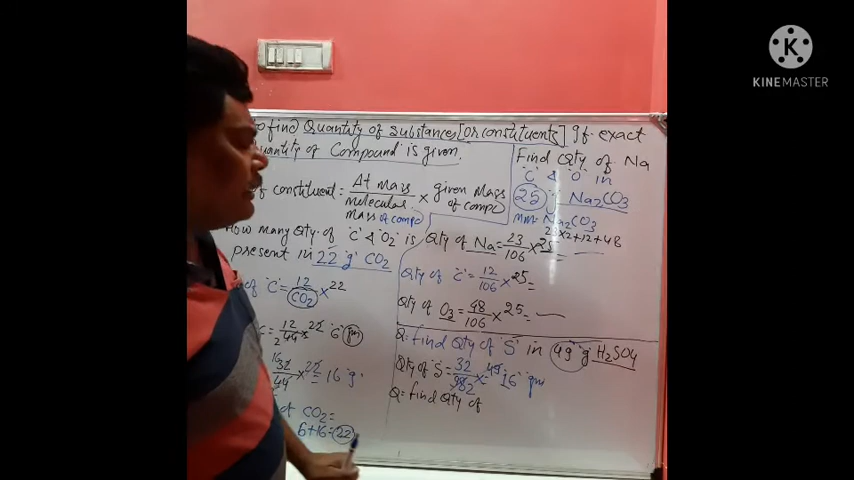 to find Quantity of Substances [or constituents] If exact
quantity of Compound is given.
of constituent = At mass / molecular Mass of compd × given Mass of compd
How many Qty. of "C" & "O2" is
present in 22 "g" CO2
of "C" = 12/CO2 × 22
= 12/44 × 22 "6" gm
32/44 × 22 = 16 "g"
of CO2 =
6+16 = 22
Find Qty of Na
"C" & "O" in
25 g Na2CO3
mm. Na2CO3
23×2+12+48
Qty of Na = 23/106 × 25 =
Qty of "C" = 12/106 × 25 =
Qty of O3 = 48/106 × 25 =
Q: find Qty of "S" in 49 g H2SO4
Qty of "S" = 32/98 2 × 49 16 gm
Q: find Qty of
KINEMASTER